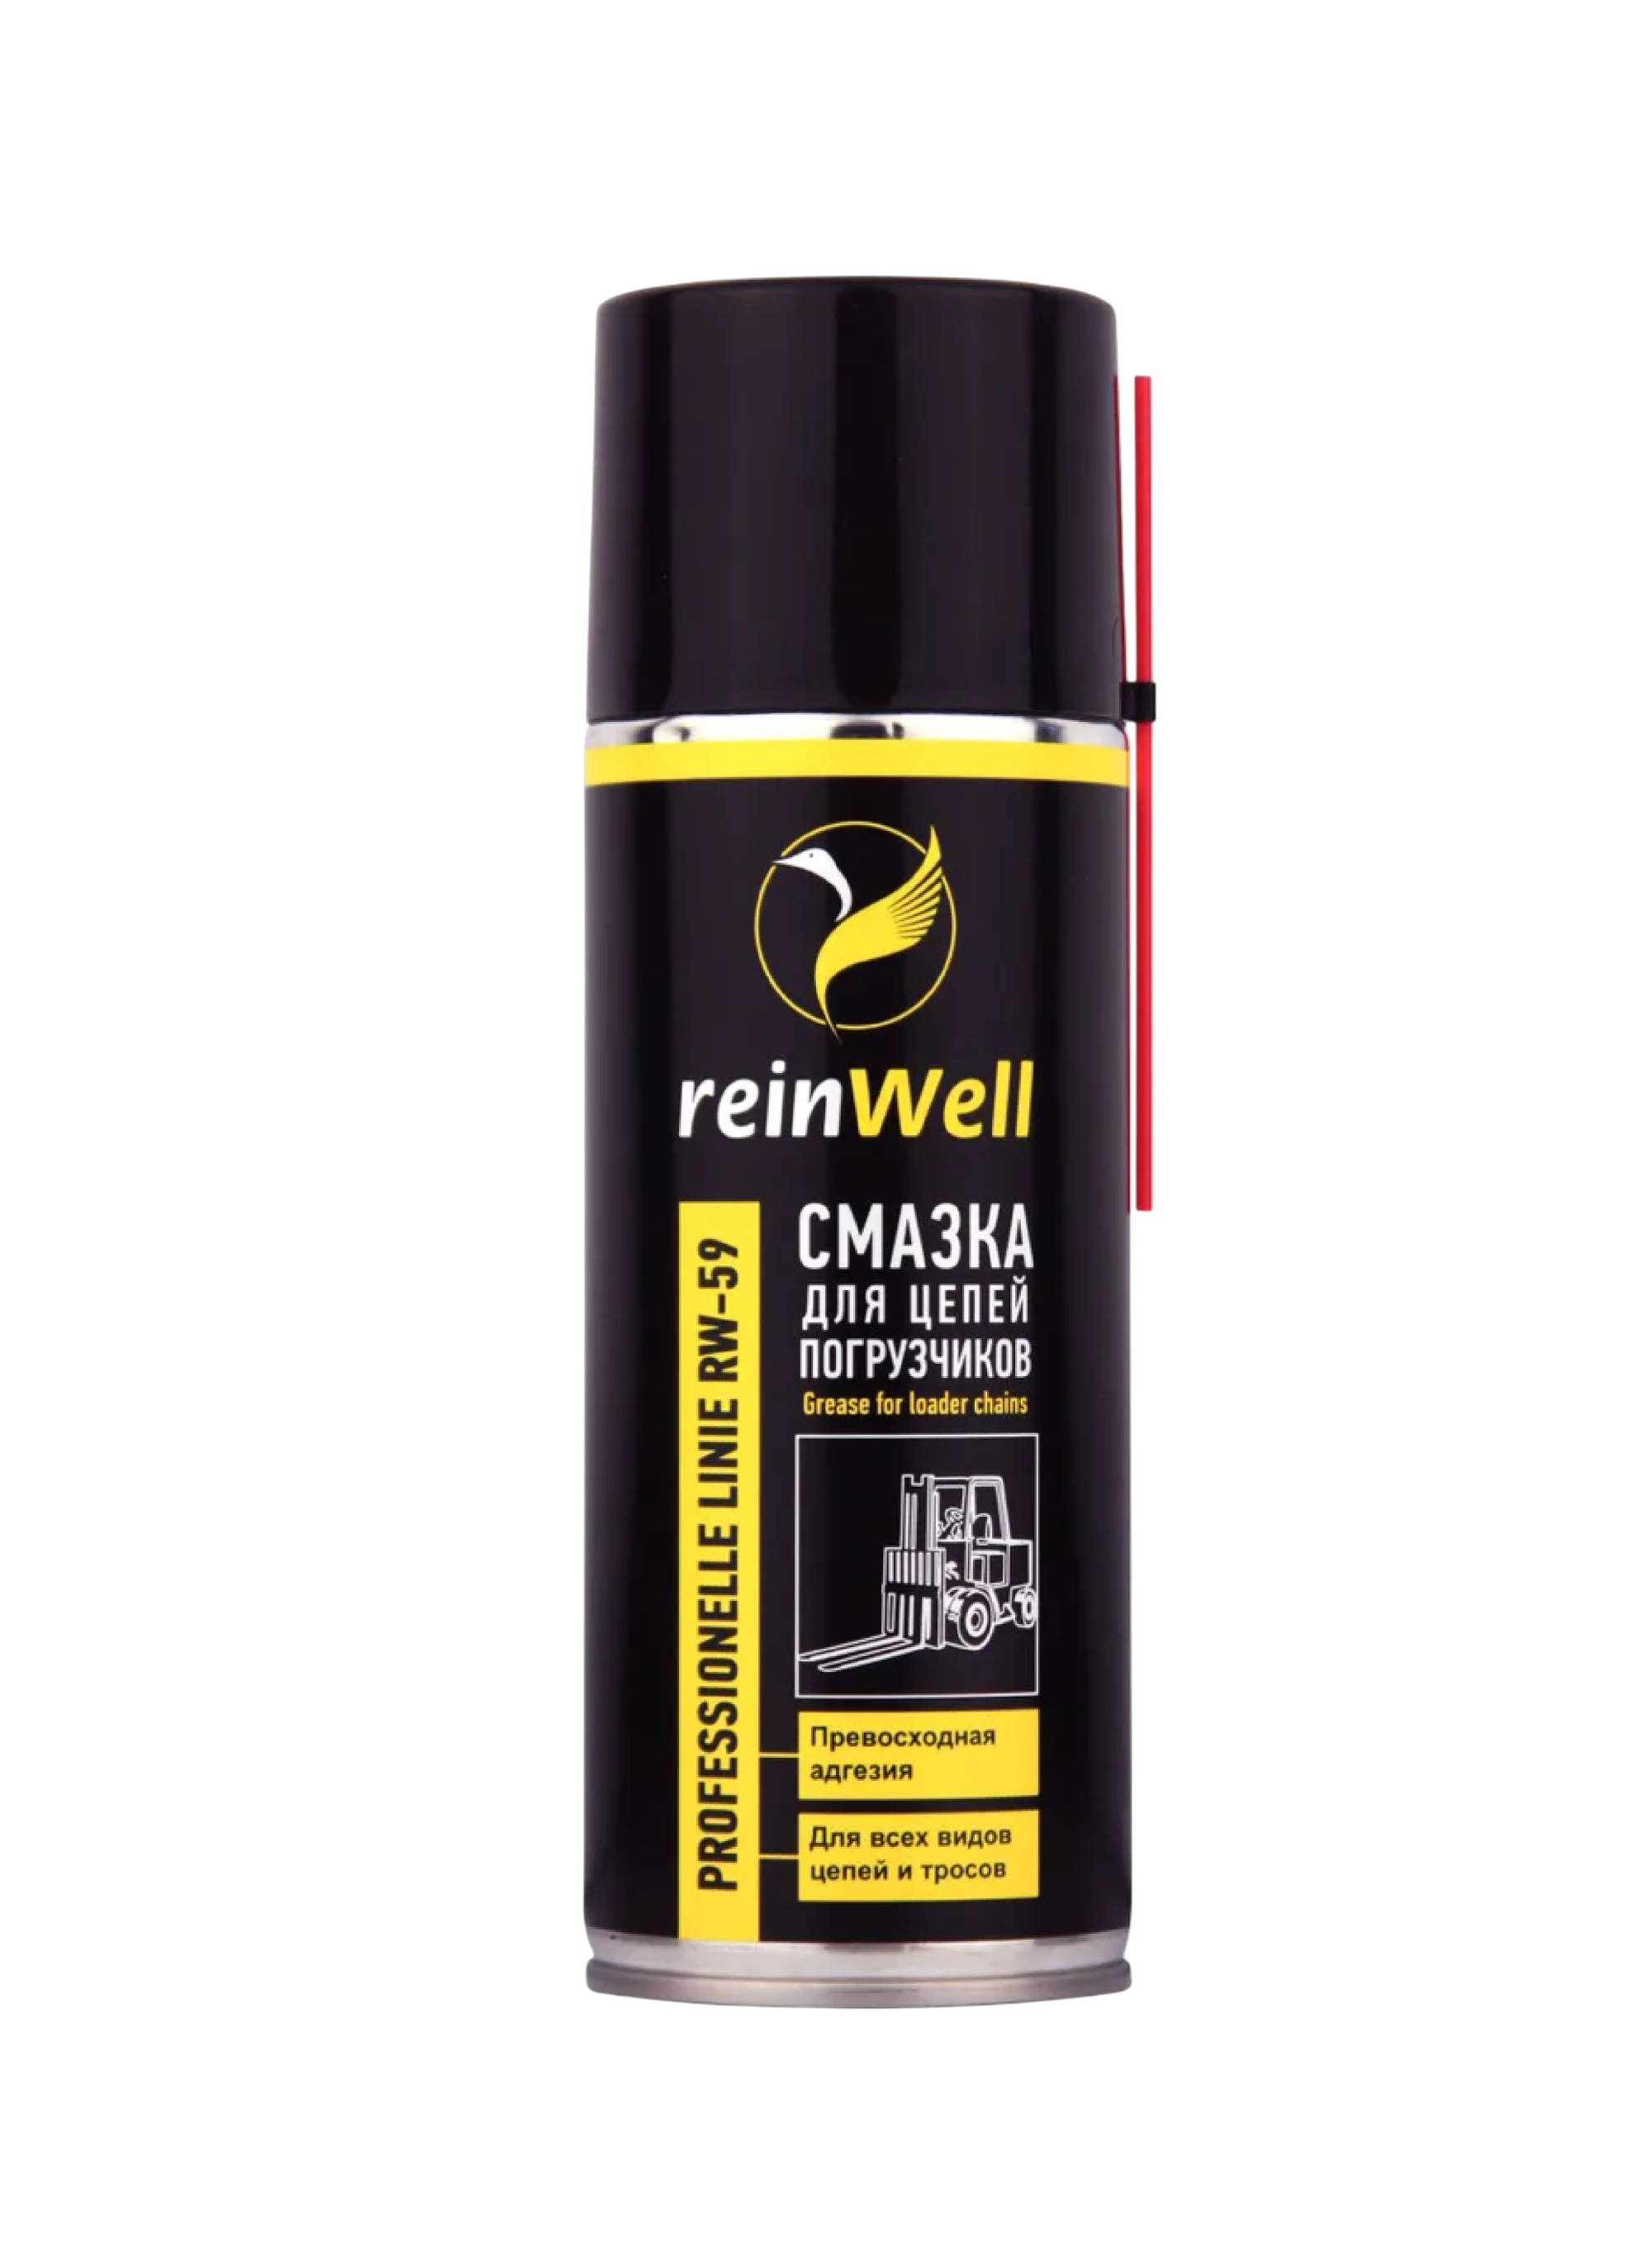 reinWell
PROFESSIONELLE LINIE RW-59
СМАЗКА
ДЛЯ ЦЕПЕЙ
ПОГРУЗЧИКОВ
Grease for loader chains
Превосходная
адгезия
Для всех видов
цепей и тросов